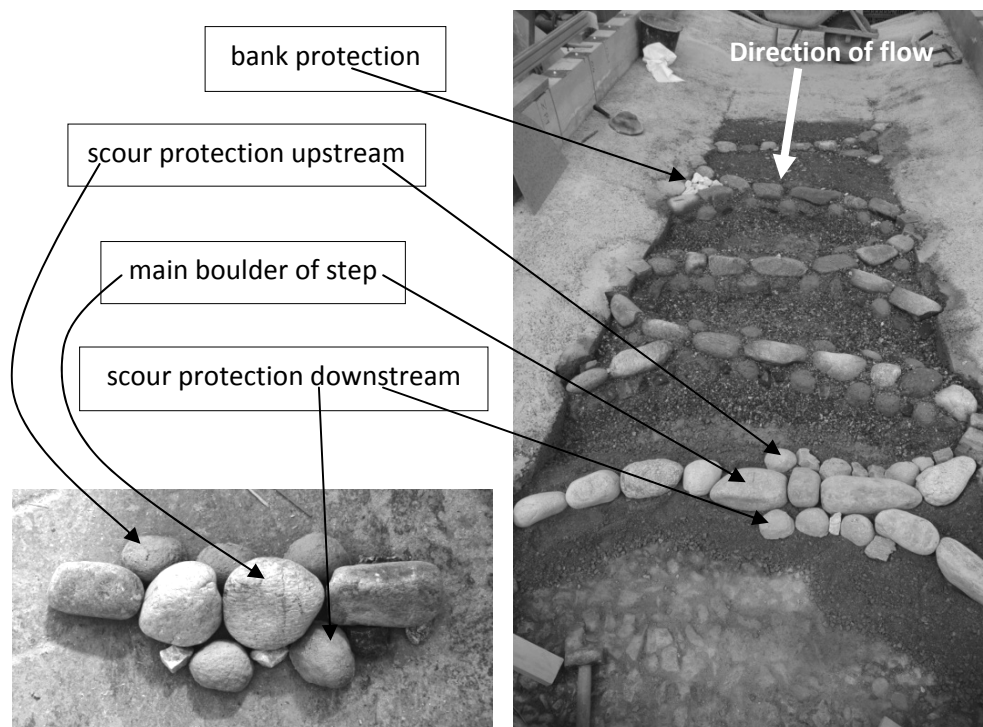 bank protection
Direction of flow
scour protection upstream
main boulder of step
scour protection downstream